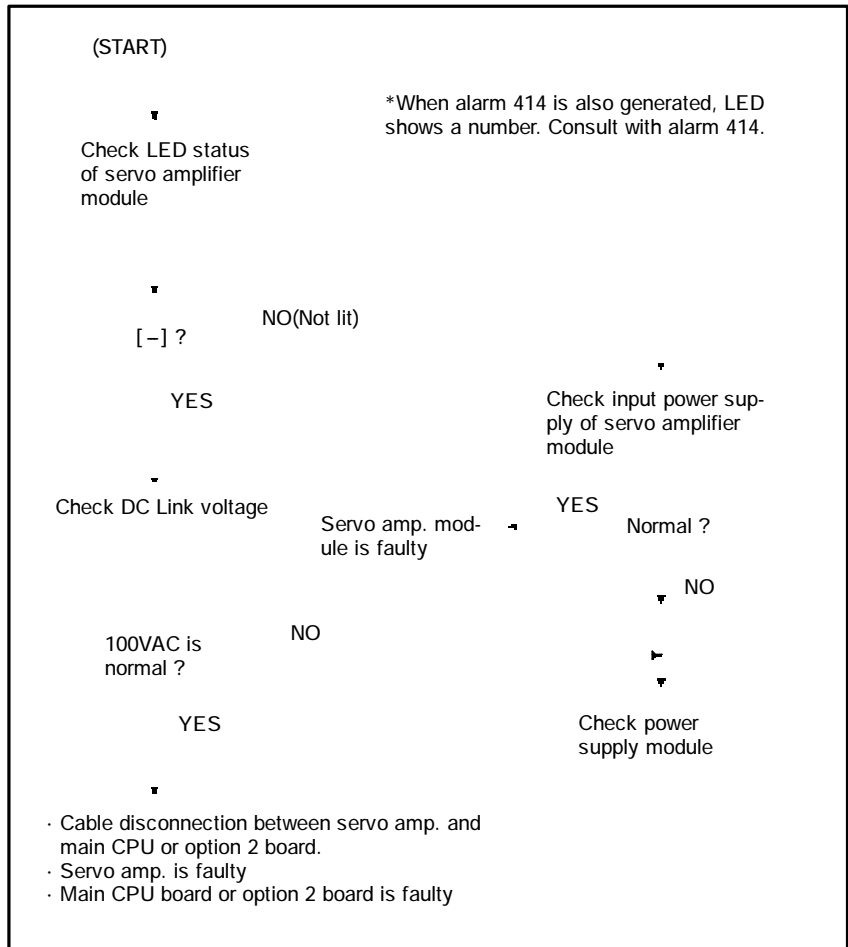 (START)
*When alarm 414 is also generated, LED
shows a number. Consult with alarm 414.
Check LED status
of servo amplifier
module
NO(Not lit)
[–] ?
YES
Check input power sup-
ply of servo amplifier
module
Check DC Link voltage
Servo amp. mod-
ule is faulty
YES
Normal ?
NO
100VAC is
normal ?
NO
YES
Check power
supply module
· Cable disconnection between servo amp. and
main CPU or option 2 board.
· Servo amp. is faulty
· Main CPU board or option 2 board is faulty